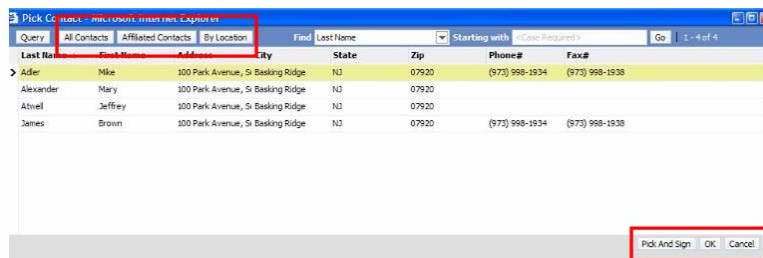 Pick Contact - Microsoft Internet Explorer
Query All Contacts Affiliated Contacts By Location Find Last Name Starting with <Case Required> Go 1 - 4 of 4
Last Name First Name Address City State Zip Phone# Fax#
Adler Mike 100 Park Avenue, Su Basking Ridge NJ 07920 (973) 998-1934 (973) 998-1938
Alexander Mary 100 Park Avenue, Su Basking Ridge NJ 07920
Atwell Jeffrey 100 Park Avenue, Su Basking Ridge NJ 07920
James Brown 100 Park Avenue, Su Basking Ridge NJ 07920 (973) 998-1934 (973) 998-1938
Pick And Sign OK Cancel